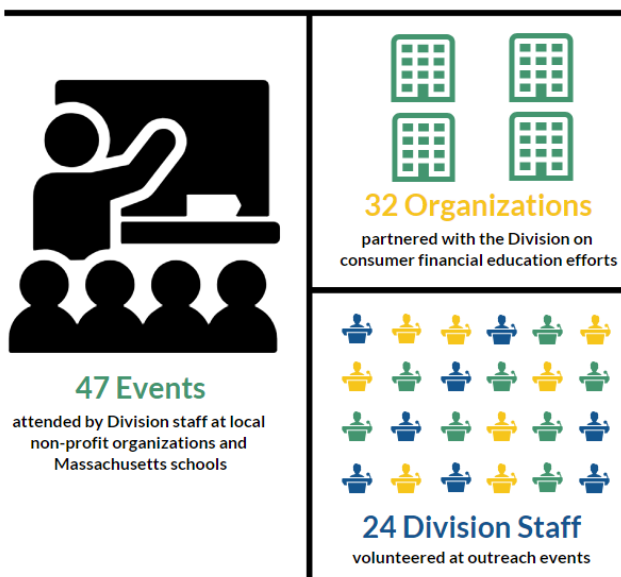 47 Events
attended by Division staff at local
non-profit organizations and
Massachusetts schools
32 Organizations
partnered with the Division on
consumer financial education efforts
24 Division Staff
volunteered at outreach events